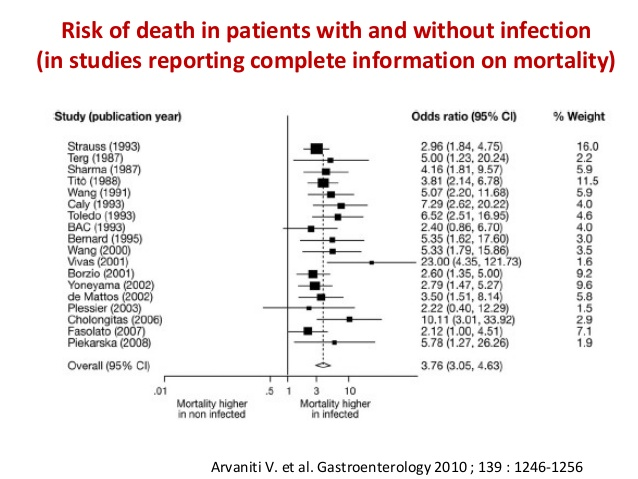 Risk of death in patients with and without infection
(in studies reporting complete information on mortality)
Study (publication year) Odds ratio (95% CI) % Weight
Strauss (1993) 2.96 (1.84, 4.75) 16.0
Terg (1987) 5.00 (1.23, 20.24) 2.2
Sharma (1987) 4.16 (1.81, 9.57) 5.9
Titó (1988) 3.81 (2.14, 6.78) 11.5
Wang (1991) 5.07 (2.20, 11.68) 5.9
Caly (1993) 7.29 (2.62, 20.22) 4.0
Toledo (1993) 6.52 (2.51, 16.95) 4.6
BAC (1993) 2.40 (0.86, 6.70) 4.0
Bernard (1995) 5.35 (1.62, 17.60) 3.0
Wang (2000) 5.33 (1.79, 15.86) 3.5
Vivas (2001) 23.00 (4.35, 121.73) 1.6
Borzio (2001) 2.60 (1.35, 5.00) 9.2
Yoneyama (2002) 2.79 (1.47, 5.27) 9.6
de Mattos (2002) 3.50 (1.51, 8.14) 5.8
Plessier (2003) 2.22 (0.40, 12.29) 1.5
Cholongitas (2006) 10.11 (3.01, 33.92) 2.9
Fasolato (2007) 2.12 (1.00, 4.51) 7.1
Piekarska (2008) 5.78 (1.27, 26.26) 1.9
Overall (95% CI) 3.76 (3.05, 4.63)
.01 .5 1 3 10
Mortality higher Mortality higher
in non infected in infected
Arvaniti V. et al. Gastroenterology 2010 ; 139 : 1246-1256